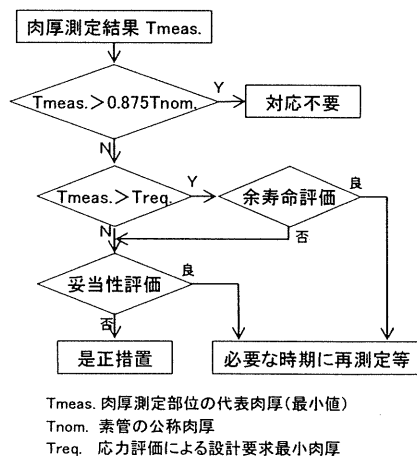 肉厚測定結果 Tmeas.
Tmeas.>0.875Tnom.
Y
対応不要
N
Tmeas.>Treq.
Y
余寿命評価
良
N
否
妥当性評価
良
否
是正措置
必要な時期に再測定等
Tmeas. 肉厚測定部位の代表肉厚(最小値)
Tnom. 素管の公称肉厚
Treq. 応力評価による設計要求最小肉厚